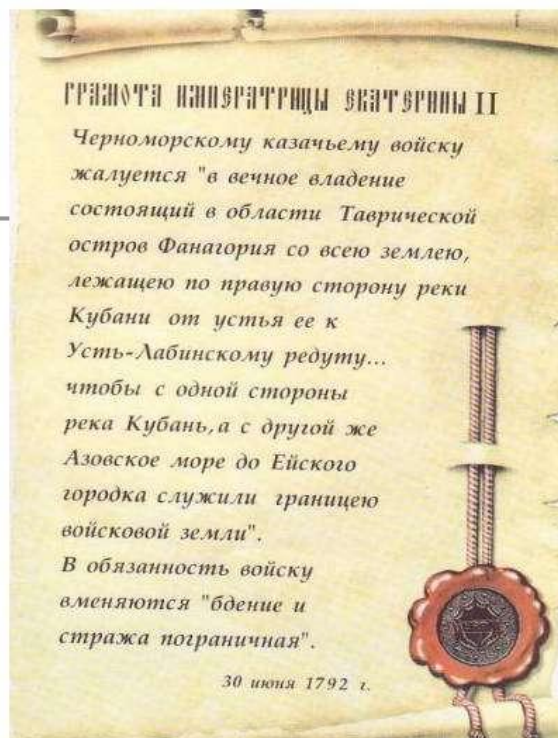 ГРАМОТА ИМПЕРАТРИЦЫ ЕКАТЕРИНЫ II
Черноморскому казачьему войску
жалуется "в вечное владение
состоящий в области Таврической
остров Фанагория со всею землею,
лежащею по правую сторону реки
Кубани от устья ее к
Усть-Лабинскому редуту...
чтобы с одной стороны
река Кубань, а с другой же
Азовское море до Ейского
городка служили границею
войсковой земли".
В обязанность войску
вменяются "бдение и
стража пограничная".
30 июня 1792 г.